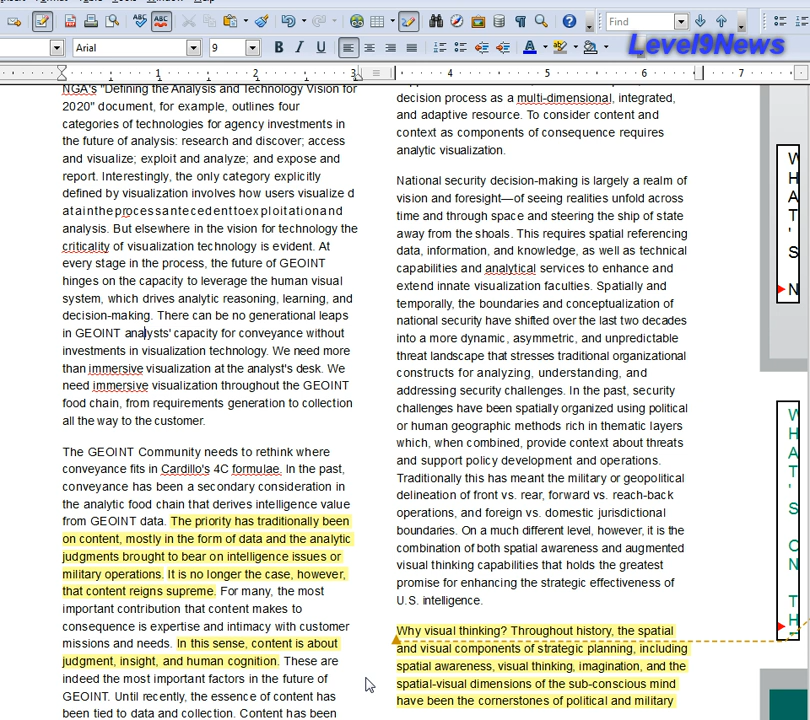 Find
Arial
9
Level9News
3
4
5
6
7
1
2
NGA's "Defining the Analysis and Technology Vision for
2020" document, for example, outlines four
categories of technologies for agency investments in
the future of analysis: research and discover; access
and visualize; exploit and analyze; and expose and
report. Interestingly, the only category explicitly
defined by visualization involves how users visualize d
ataintheprocessantecedenttoexploitationand
analysis. But elsewhere in the vision for technology the
criticality of visualization technology is evident. At
every stage in the process, the future of GEOINT
hinges on the capacity to leverage the human visual
system, which drives analytic reasoning, learning, and
decision-making. There can be no generational leaps
in GEOINT analysts' capacity for conveyance without
investments in visualization technology. We need more
than immersive visualization at the analyst's desk. We
need immersive visualization throughout the GEOINT
food chain, from requirements generation to collection
all the way to the customer.
The GEOINT Community needs to rethink where
conveyance fits in Cardillo's 4C formulae. In the past,
conveyance has been a secondary consideration in
the analytic food chain that derives intelligence value
from GEOINT data. The priority has traditionally been
on content, mostly in the form of data and the analytic
judgments brought to bear on intelligence issues or
military operations. It is no longer the case, however,
that content reigns supreme. For many, the most
important contribution that content makes to
consequence is expertise and intimacy with customer
missions and needs. In this sense, content is about
judgment, insight, and human cognition. These are
indeed the most important factors in the future of
GEOINT. Until recently, the essence of content has
been tied to data and collection. Content has been
decision process as a multi-dimensional, integrated,
and adaptive resource. To consider content and
context as components of consequence requires
analytic visualization.
National security decision-making is largely a realm of
vision and foresight—of seeing realities unfold across
time and through space and steering the ship of state
away from the shoals. This requires spatial referencing
data, information, and knowledge, as well as technical
capabilities and analytical services to enhance and
extend innate visualization faculties. Spatially and
temporally, the boundaries and conceptualization of
national security have shifted over the last two decades
into a more dynamic, asymmetric, and unpredictable
threat landscape that stresses traditional organizational
constructs for analyzing, understanding, and
addressing security challenges. In the past, security
challenges have been spatially organized using political
or human geographic methods rich in thematic layers
which, when combined, provide context about threats
and support policy development and operations.
Traditionally this has meant the military or geopolitical
delineation of front vs. rear, forward vs. reach-back
operations, and foreign vs. domestic jurisdictional
boundaries. On a much different level, however, it is the
combination of both spatial awareness and augmented
visual thinking capabilities that holds the greatest
promise for enhancing the strategic effectiveness of
U.S. intelligence.
Why visual thinking? Throughout history, the spatial
and visual components of strategic planning, including
spatial awareness, visual thinking, imagination, and the
spatial-visual dimensions of the sub-conscious mind
have been the cornerstones of political and military
WHAT'S N
WHAT'S ON TH